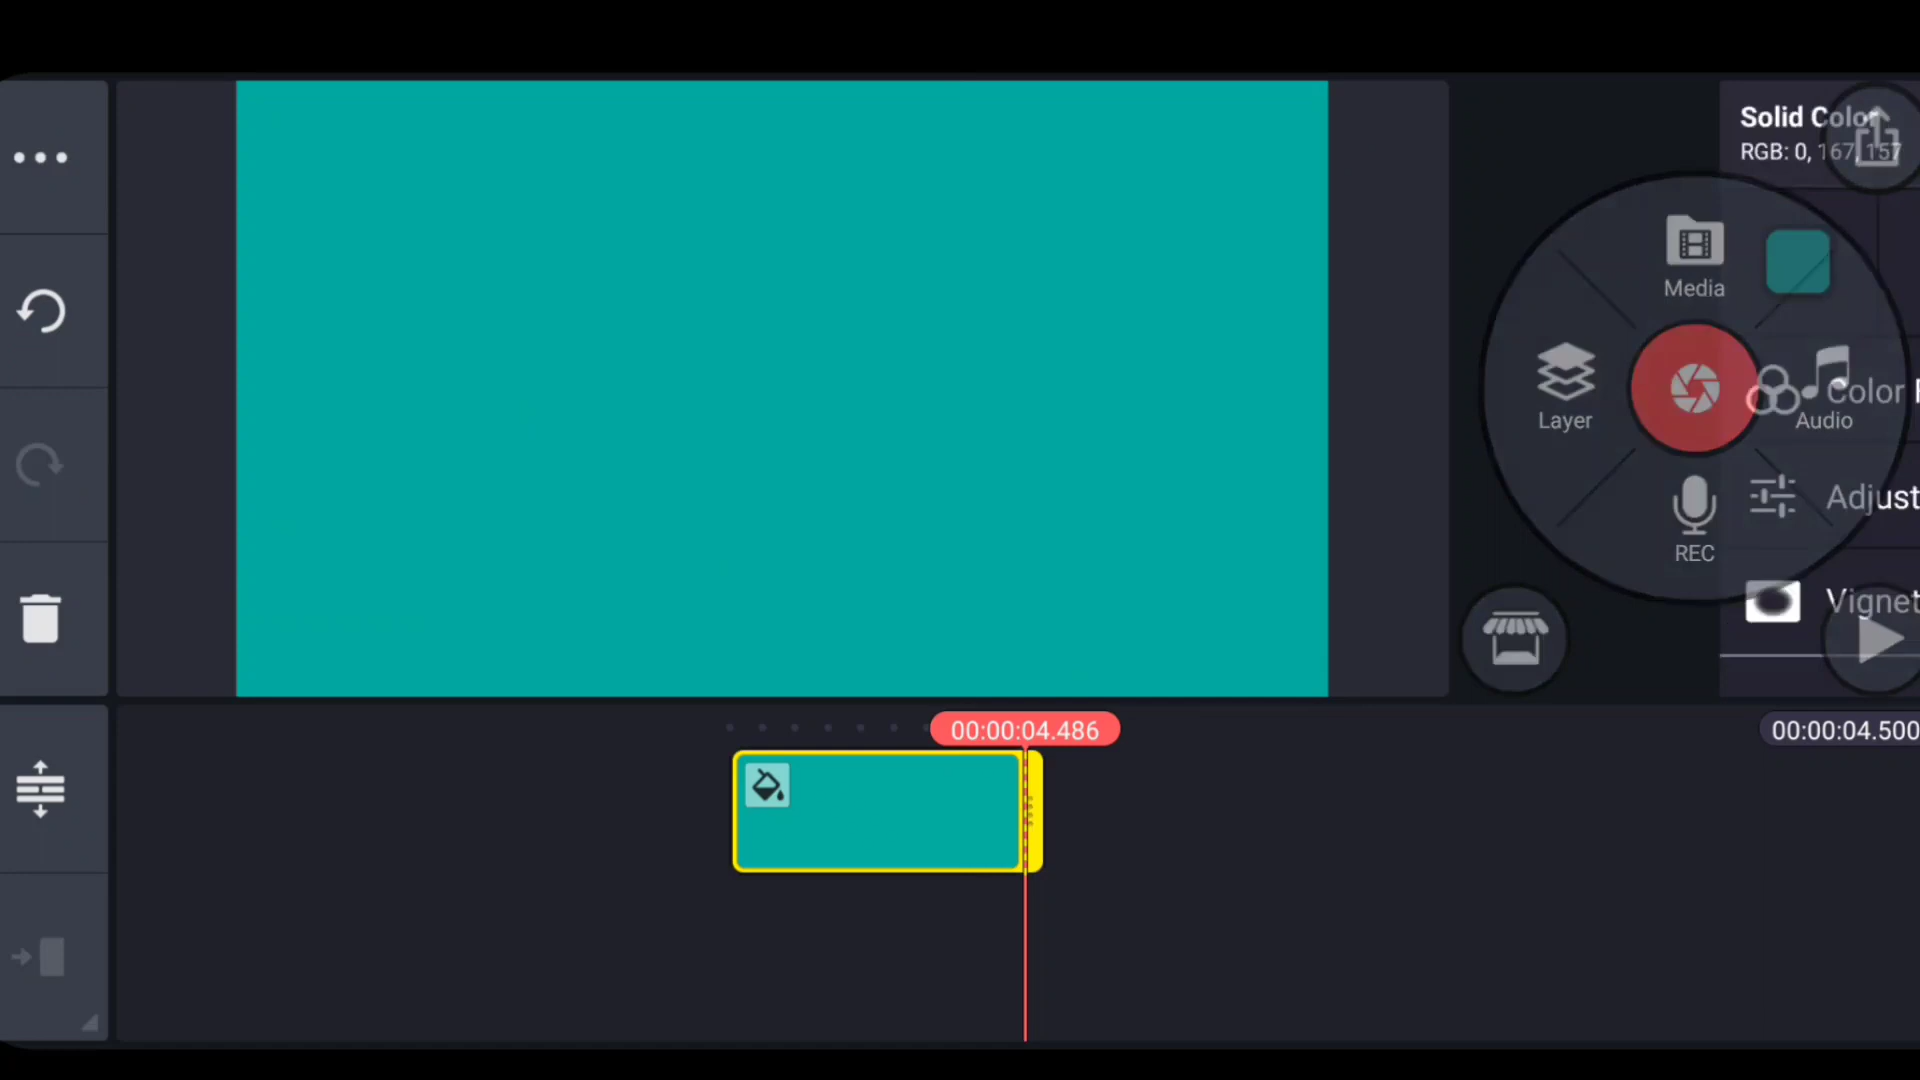 Solid Color
RGB: 0, 167, 157
Media
Layer
Color
Audio
Adjust
REC
Vignet
00:00:04.486
00:00:04.500